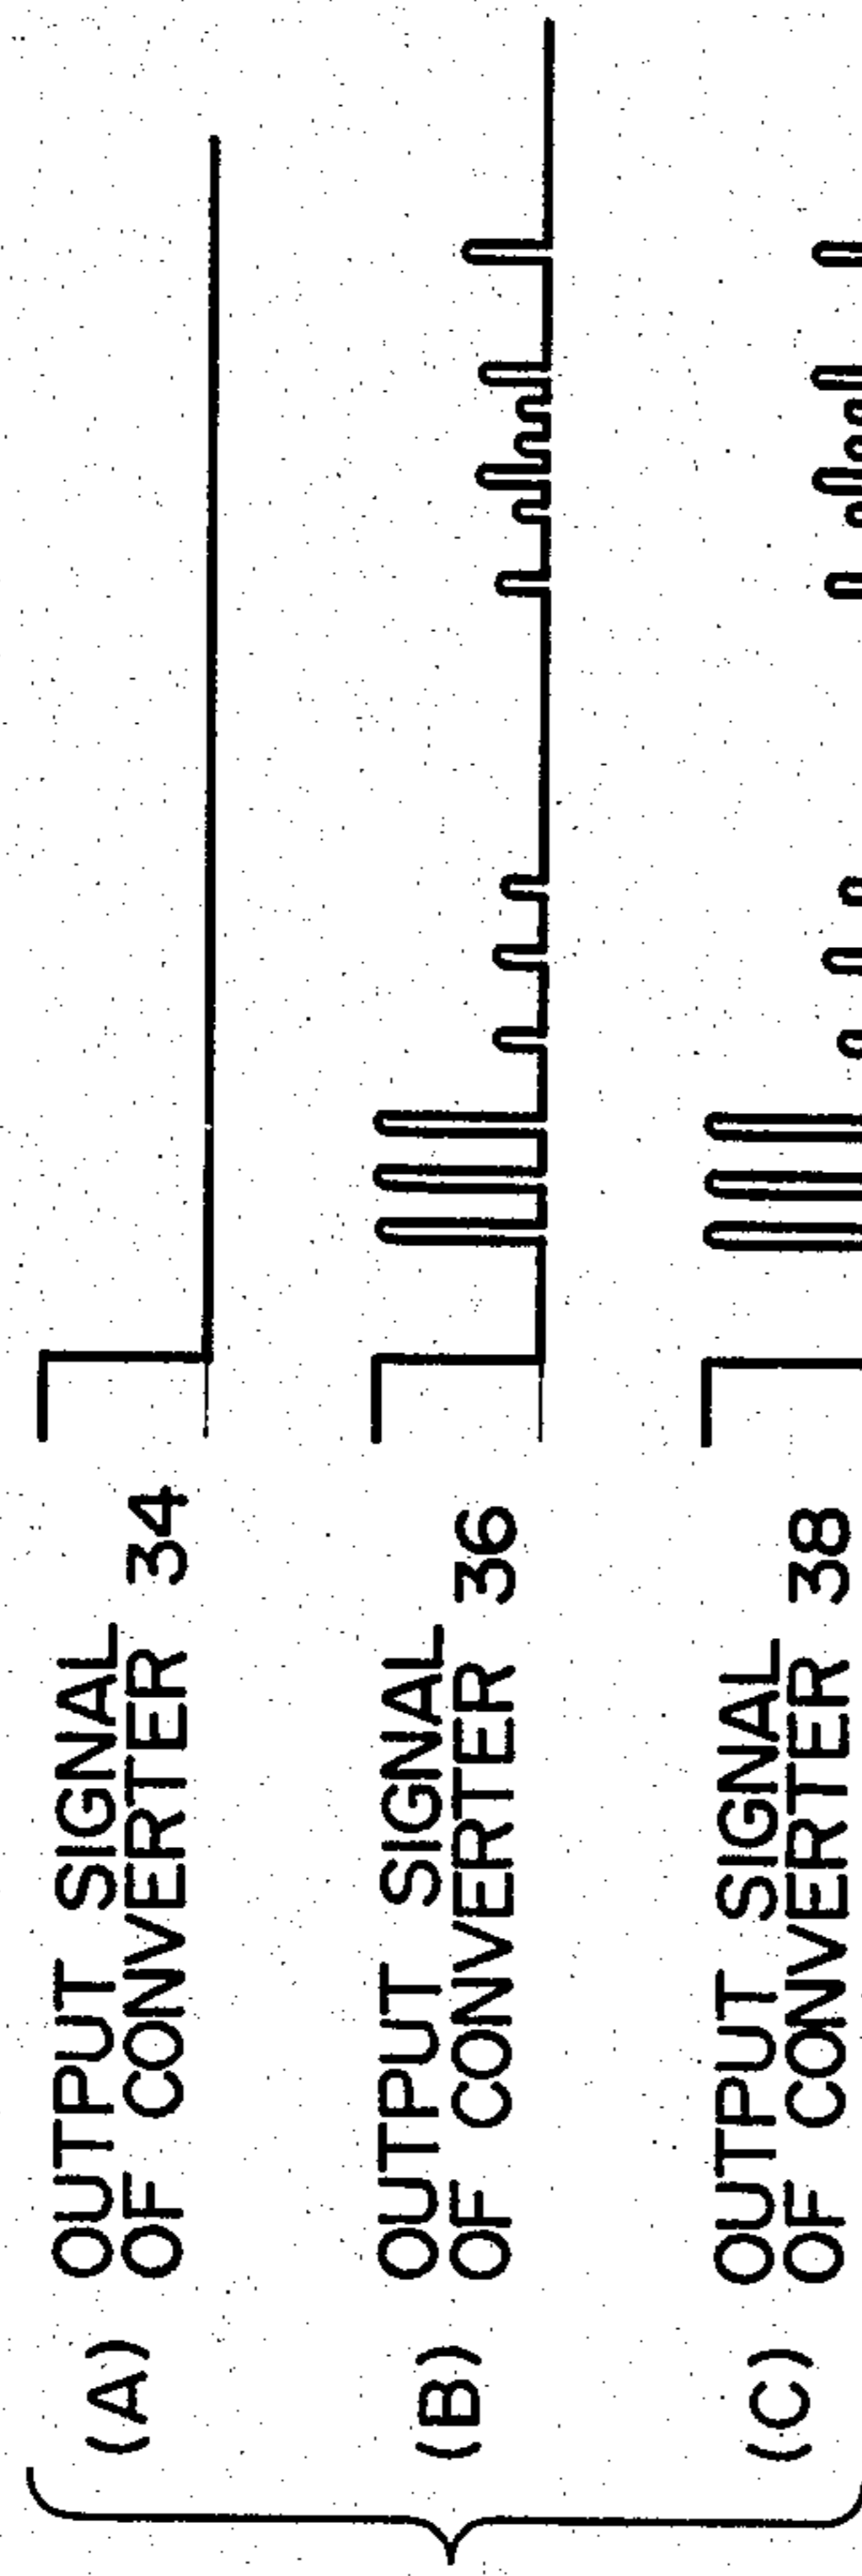 (A) OUTPUT SIGNAL
OF CONVERTER 34
(B) OUTPUT SIGNAL
OF CONVERTER 36
(C) OUTPUT SIGNAL
OF CONVERTER 38